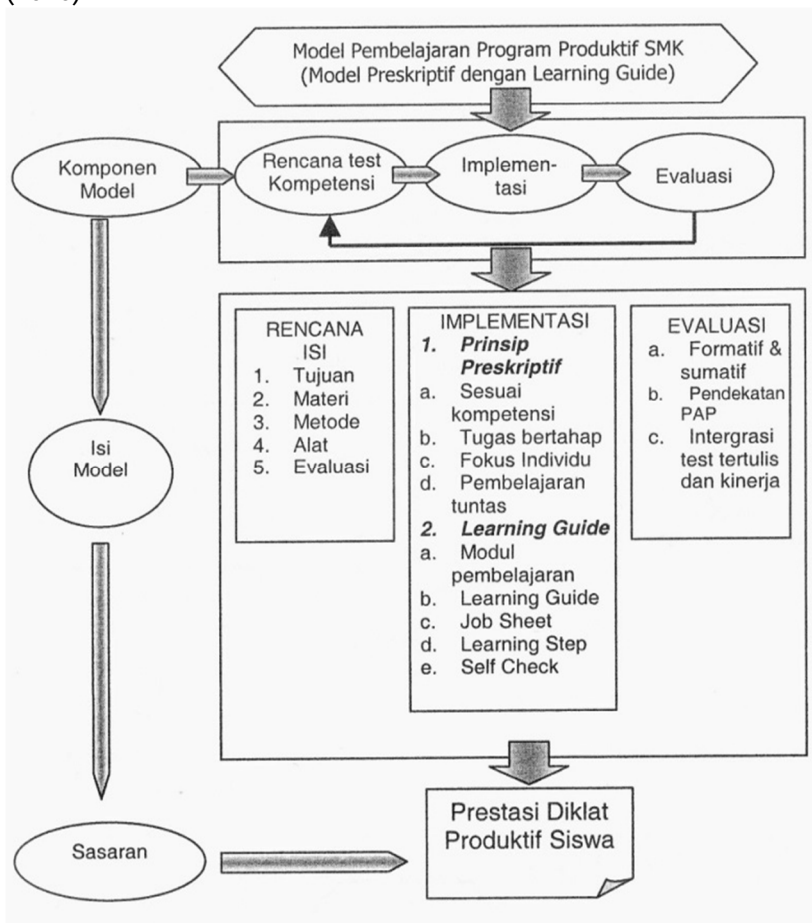 Model Pembelajaran Program Produktif SMK
(Model Preskriptif dengan Learning Guide)
Komponen
Model
Rencana test
Kompetensi
Implemen-
tasi
Evaluasi
Isi
Model
RENCANA
ISI
1. Tujuan
2. Materi
3. Metode
4. Alat
5. Evaluasi
IMPLEMENTASI
1. Prinsip
Preskriptif
a. Sesuai
kompetensi
b. Tugas bertahap
c. Fokus Individu
d. Pembelajaran
tuntas
2. Learning Guide
a. Modul
pembelajaran
b. Learning Guide
c. Job Sheet
d. Learning Step
e. Self Check
EVALUASI
a. Formatif &
sumatif
b. Pendekatan
PAP
c. Intergrasi
test tertulis
dan kinerja
Sasaran
Prestasi Diklat
Produktif Siswa